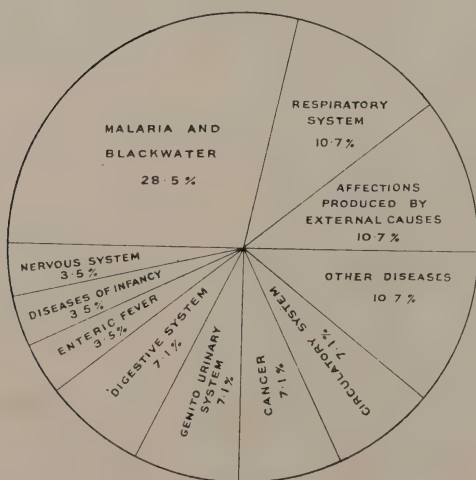 MALARIA AND
BLACKWATER
28·5%
RESPIRATORY
SYSTEM
10·7%
AFFECTIONS
PRODUCED BY
EXTERNAL CAUSES
10·7%
OTHER DISEASES
10 7%
CIRCULATORY SYSTEM
7·1%
CANCER
7·1%
GENITO URINARY
SYSTEM
7·1%
DIGESTIVE SYSTEM
7·1%
ENTERIC FEVER
3·5%
DISEASES OF INFANCY
3 5%
NERVOUS SYSTEM
3·5%